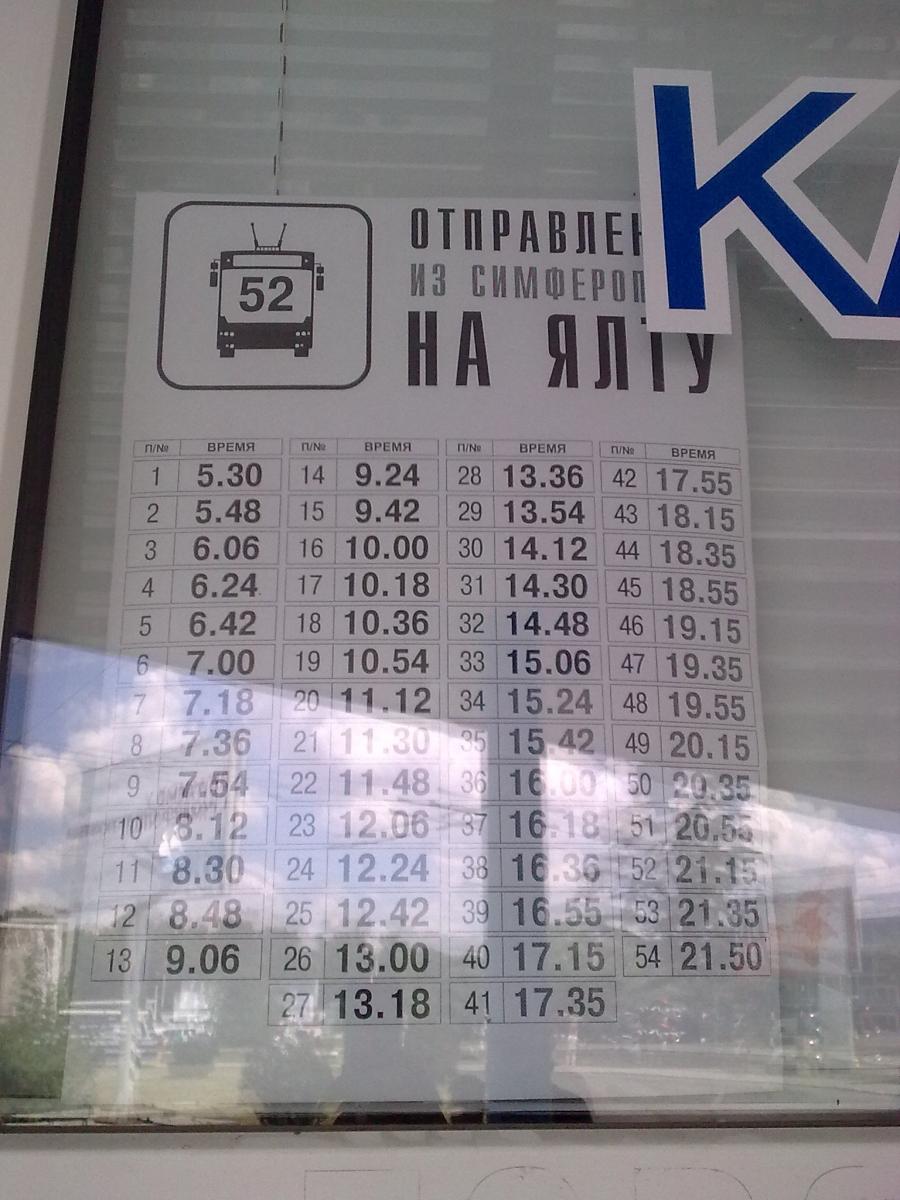 52
ОТПРАВЛЕН
ИЗ СИМФЕРОП
НА ЯЛТУ
КА
П/№ ВРЕМЯ П/№ ВРЕМЯ П/№ ВРЕМЯ П/№ ВРЕМЯ
1 5.30 14 9.24 28 13.36 42 17.55
2 5.48 15 9.42 29 13.54 43 18.15
3 6.06 16 10.00 30 14.12 44 18.35
4 6.24 17 10.18 31 14.30 45 18.55
5 6.42 18 10.36 32 14.48 46 19.15
6 7.00 19 10.54 33 15.06 47 19.35
7 7.18 20 11.12 34 15.24 48 19.55
8 7.36 21 11.30 35 15.42 49 20.15
9 7.54 22 11.48 36 16.00 50 20.35
10 8.12 23 12.06 37 16.18 51 20.55
11 8.30 24 12.24 38 16.36 52 21.15
12 8.48 25 12.42 39 16.55 53 21.35
13 9.06 26 13.00 40 17.15 54 21.50
27 13.18 41 17.35